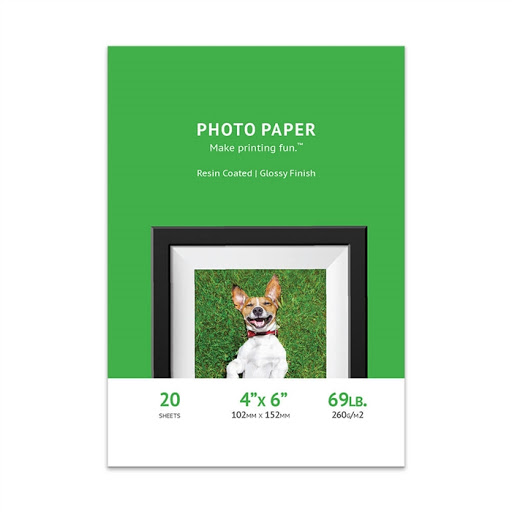 PHOTO PAPER
Make printing fun.™
Resin Coated | Glossy Finish
20 4”x 6” 69LB.
SHEETS 102MM X 152MM 260G/M2